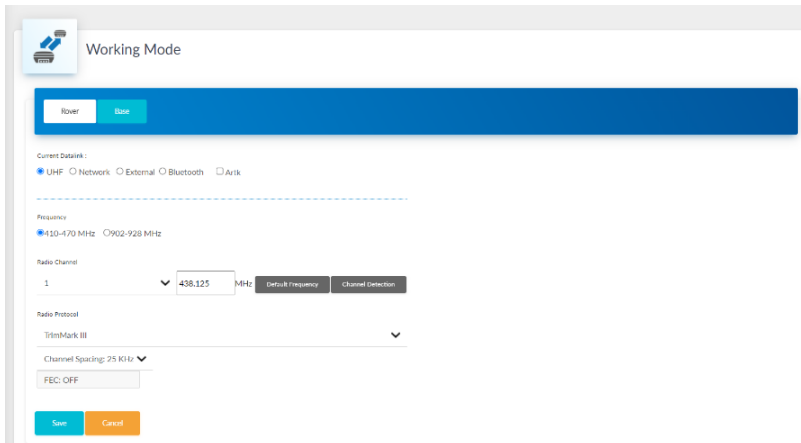 Working Mode
Rover Base
Current Datalink :
UHF Network External Bluetooth Artk
Frequency
410-470 MHz 902-928 MHz
Radio Channel
1 438.125 MHz Default Frequency Channel Detection
Radio Protocol
TrimMark III
Channel Spacing: 25 KHz
FEC: OFF
Save Cancel